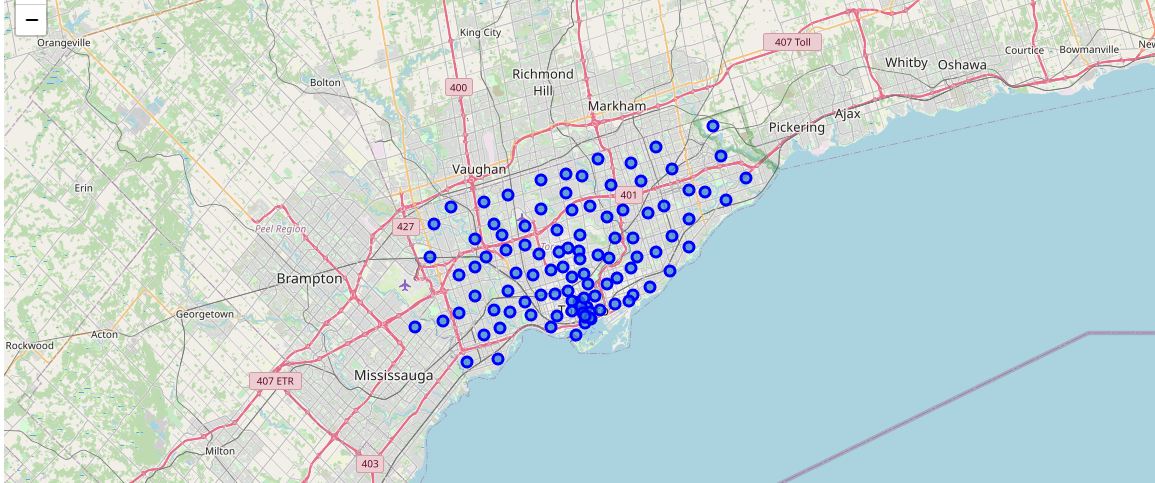 −
Orangeville
King City
407 Toll
Courtice
Bowmanville
Whitby
Oshawa
Bolton
400
Richmond
Hill
Markham
Ajax
Pickering
Vaughan
Erin
401
427
Peel Region
Brampton
Georgetown
Acton
Rockwood
Mississauga
407 ETR
Milton
403